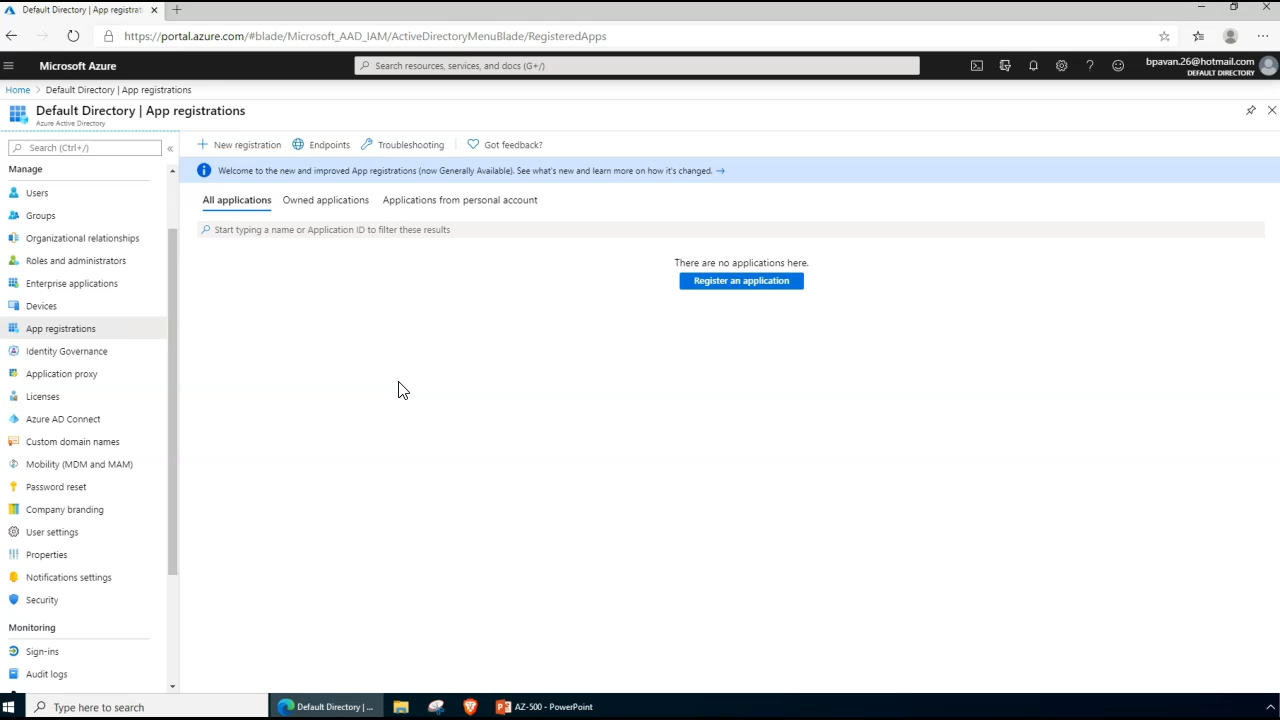 Default Directory | App registrati
https://portal.azure.com/#blade/Microsoft_AAD_IAM/ActiveDirectoryMenuBlade/RegisteredApps
Microsoft Azure
Search resources, services, and docs (G+/)
bpavan.26@hotmail.com
DEFAULT DIRECTORY
Home > Default Directory | App registrations
Default Directory | App registrations
Azure Active Directory
Search (Ctrl+/)
«
New registration
Endpoints
Troubleshooting
Got feedback?
Welcome to the new and improved App registrations (now Generally Available). See what's new and learn more on how it's changed. →
All applications
Owned applications
Applications from personal account
Start typing a name or Application ID to filter these results
There are no applications here.
Register an application
Manage
Users
Groups
Organizational relationships
Roles and administrators
Enterprise applications
Devices
App registrations
Identity Governance
Application proxy
Licenses
Azure AD Connect
Custom domain names
Mobility (MDM and MAM)
Password reset
Company branding
User settings
Properties
Notifications settings
Security
Monitoring
Sign-ins
Audit logs
Type here to search
Default Directory | ...
AZ-500 - PowerPoint